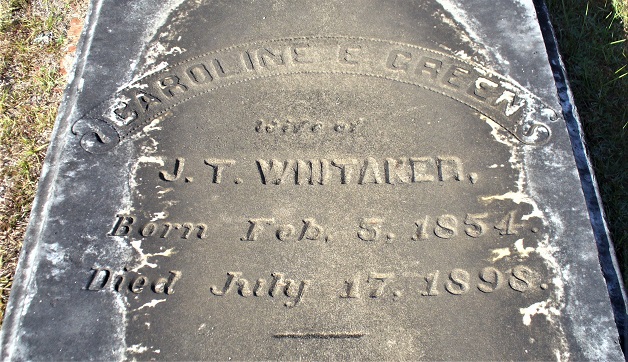 CAROLINE E GREEN
Wife of
J. T. WHITAKER,
Born Feb. 5. 1854.
Died July 17. 1898.